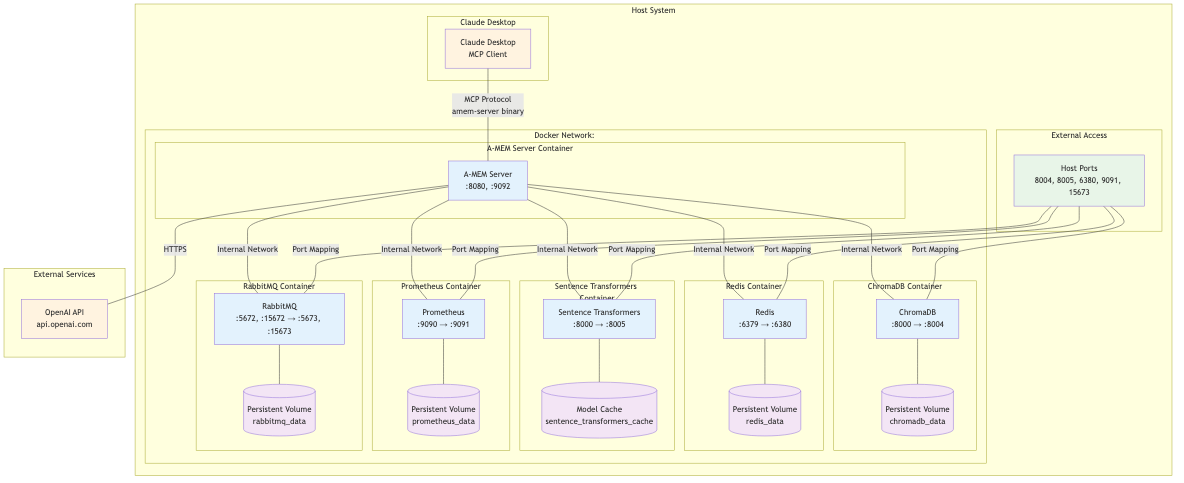 Host System
Claude Desktop
Claude Desktop
MCP Client
MCP Protocol
amem-server binary
Docker Network:
External Access
A-MEM Server Container
A-MEM Server
:8080, :9092
Host Ports
8004, 8005, 6380, 9091,
15673
HTTPS
Internal Network
Port Mapping
Internal Network
Port Mapping
Internal Network
Port Mapping
Internal Network
Port Mapping
Internal Network
Port Mapping
External Services
OpenAI API
api.openai.com
RabbitMQ Container
RabbitMQ
:5672, :15672 → :5673,
:15673
Persistent Volume
rabbitmq_data
Prometheus Container
Prometheus
:9090 → :9091
Persistent Volume
prometheus_data
Sentence Transformers
Container
Sentence Transformers
:8000 → :8005
Model Cache
sentence_transformers_cache
Redis Container
Redis
:6379 → :6380
Persistent Volume
redis_data
ChromaDB Container
ChromaDB
:8000 → :8004
Persistent Volume
chromadb_data